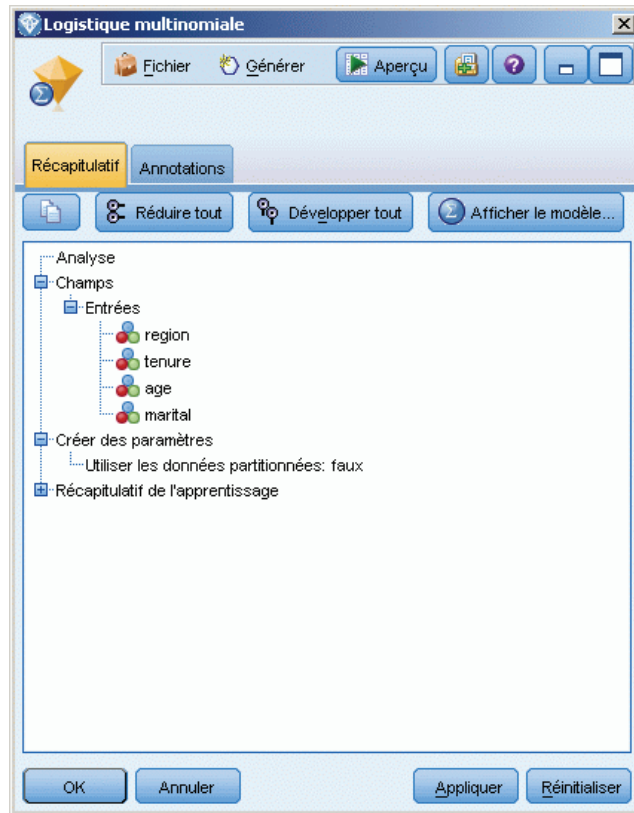 Logistique multinomiale
Fichier Générer Aperçu
Récapitulatif Annotations
Réduire tout Développer tout Afficher le modèle...
Analyse
Champs
Entrées
region
tenure
age
marital
Créer des paramètres
Utiliser les données partitionnées: faux
Récapitulatif de l'apprentissage
OK Annuler Appliquer Réinitialiser